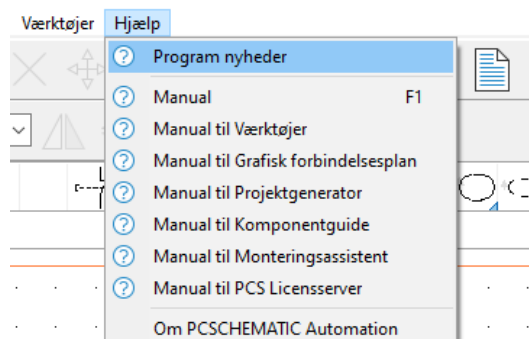 Værktøjer Hjælp
Program nyheder
Manual F1
Manual til Værktøjer
Manual til Grafisk forbindelsesplan
Manual til Projektgenerator
Manual til Komponentguide
Manual til Monteringsassistent
Manual til PCS Licensserver
Om PCSCHEMATIC Automation